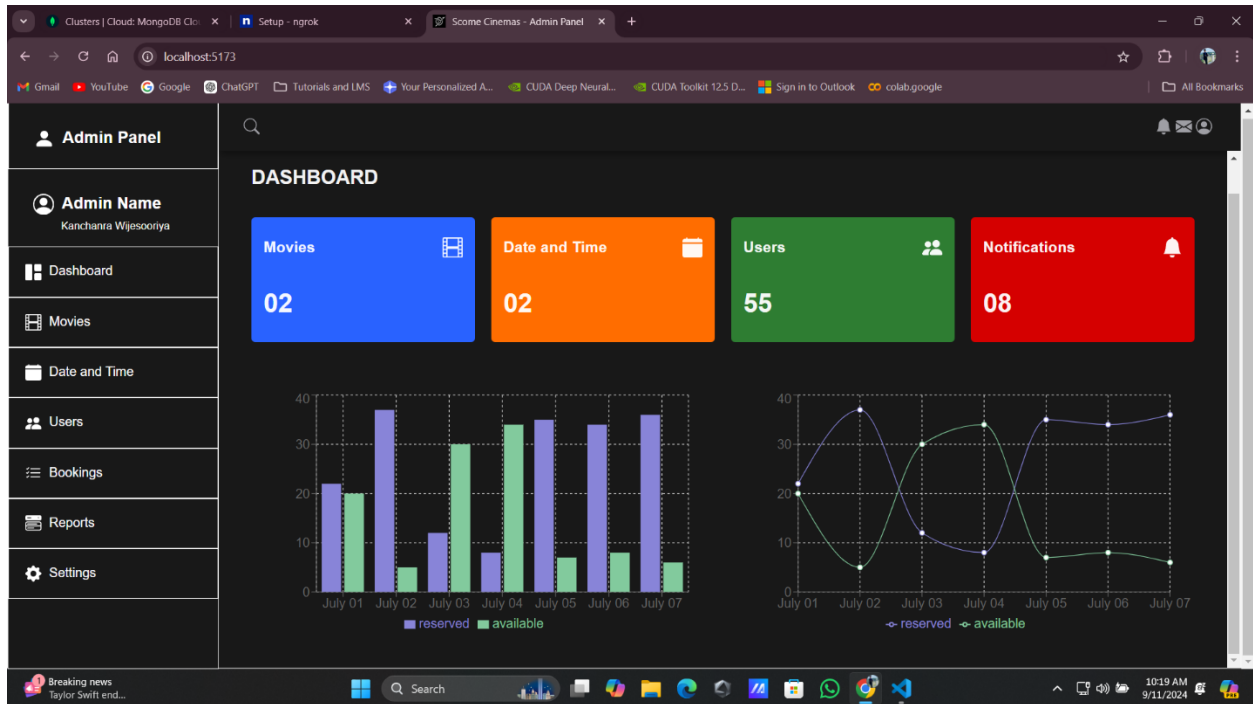 Clusters | Cloud: MongoDB Clo
Setup - ngrok
Scome Cinemas - Admin Panel
localhost:5173
Gmail YouTube Google ChatGPT Tutorials and LMS Your Personalized A... CUDA Deep Neural... CUDA Toolkit 12.5 D... Sign in to Outlook colab.google All Bookmarks
Admin Panel
Admin Name
Kanchanra Wijesooriya
Dashboard
Movies
Date and Time
Users
Bookings
Reports
Settings
DASHBOARD
Movies
02
Date and Time
02
Users
55
Notifications
08
40
30
20
10
0
July 01 July 02 July 03 July 04 July 05 July 06 July 07
reserved available
40
30
20
10
0
July 01 July 02 July 03 July 04 July 05 July 06 July 07
reserved available
1
Breaking news
Taylor Swift end...
Search
10:19 AM
9/11/2024